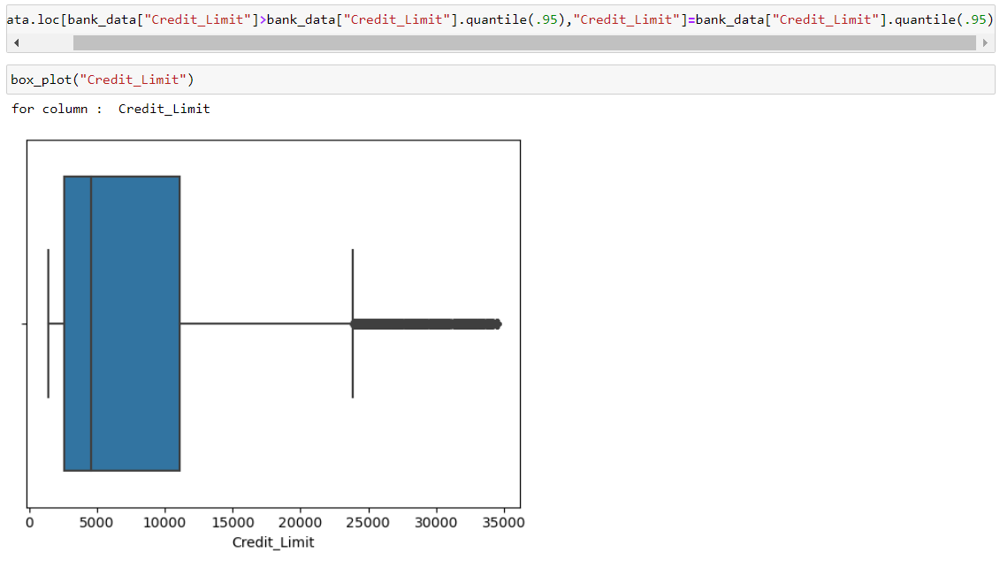 ata.loc[bank_data["Credit_Limit"]>bank_data["Credit_Limit"].quantile(.95),"Credit_Limit"]=bank_data["Credit_Limit"].quantile(.95)
box_plot("Credit_Limit")
for column :  Credit_Limit
0 5000 10000 15000 20000 25000 30000 35000
Credit_Limit